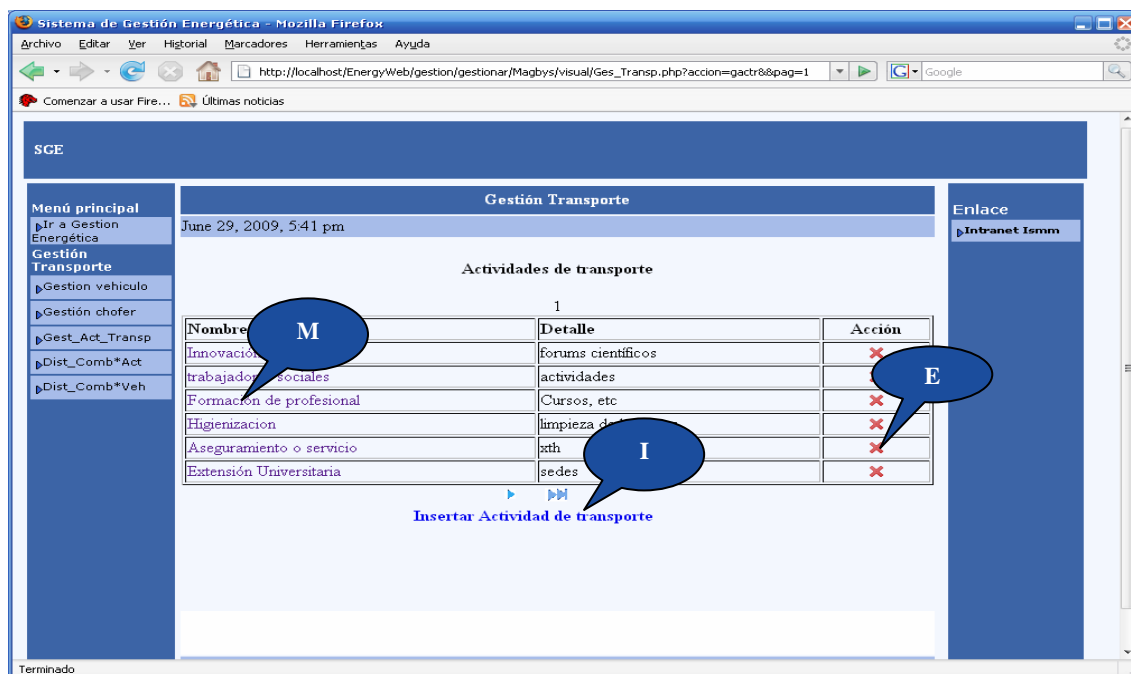 Sistema de Gestión Energética - Mozilla Firefox
Archivo Editar Ver Historial Marcadores Herramientas Ayuda
http://localhost/EnergyWeb/gestion/gestionar/Magbys/visual/Ges_Transp.php?accion=gactr&&pag=1 G Google
Comenzar a usar Fire... Últimas noticias
SGE
Menú principal
Ir a Gestion
Energética
Gestión
Transporte
Gestion vehiculo
Gestión chofer
Gest_Act_Transp
Dist_Comb*Act
Dist_Comb*Veh
Gestión Transporte
June 29, 2009, 5:41 pm
Actividades de transporte
1
Nombre Detalle Acción
Innovación forums científicos
sociales actividades
Formación de profesional Cursos, etc
Higienizacion limpieza
Aseguramiento o servicio xth
Extensión Universitaria sedes
M
E
I
Insertar Actividad de transporte
Enlace
Intranet Ismm
Terminado